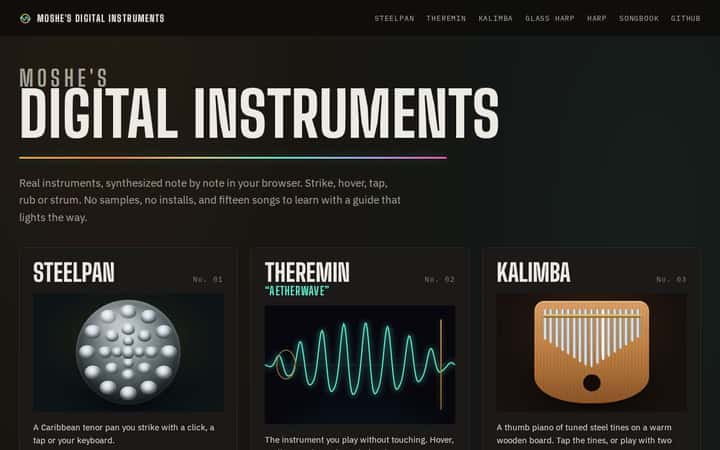 MOSHE'S DIGITAL INSTRUMENTS
STEELPAN THEREMIN KALIMBA GLASS HARP HARP SONGBOOK GITHUB
MOSHE'S
DIGITAL INSTRUMENTS
Real instruments, synthesized note by note in your browser. Strike, hover, tap,
rub or strum. No samples, no installs, and fifteen songs to learn with a guide that
lights the way.
STEELPAN
No. 01
A Caribbean tenor pan you strike with a click, a
tap or your keyboard.
THEREMIN
No. 02
"AETHERWAVE"
The instrument you play without touching. Hover,
KALIMBA
No. 03
A thumb piano of tuned steel tines on a warm
wooden board. Tap the tines, or play with two